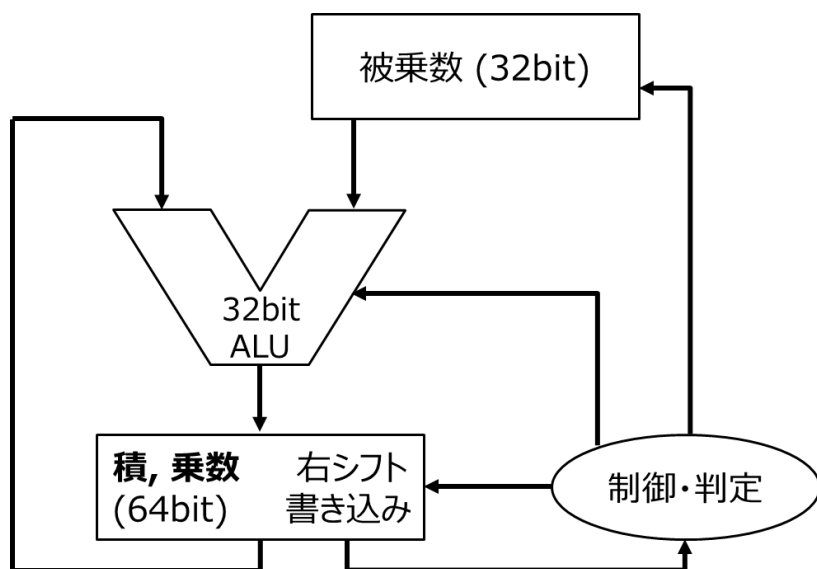 被乗数 (32bit)
32bit
ALU
積, 乗数 右シフト
(64bit) 書き込み
制御・判定